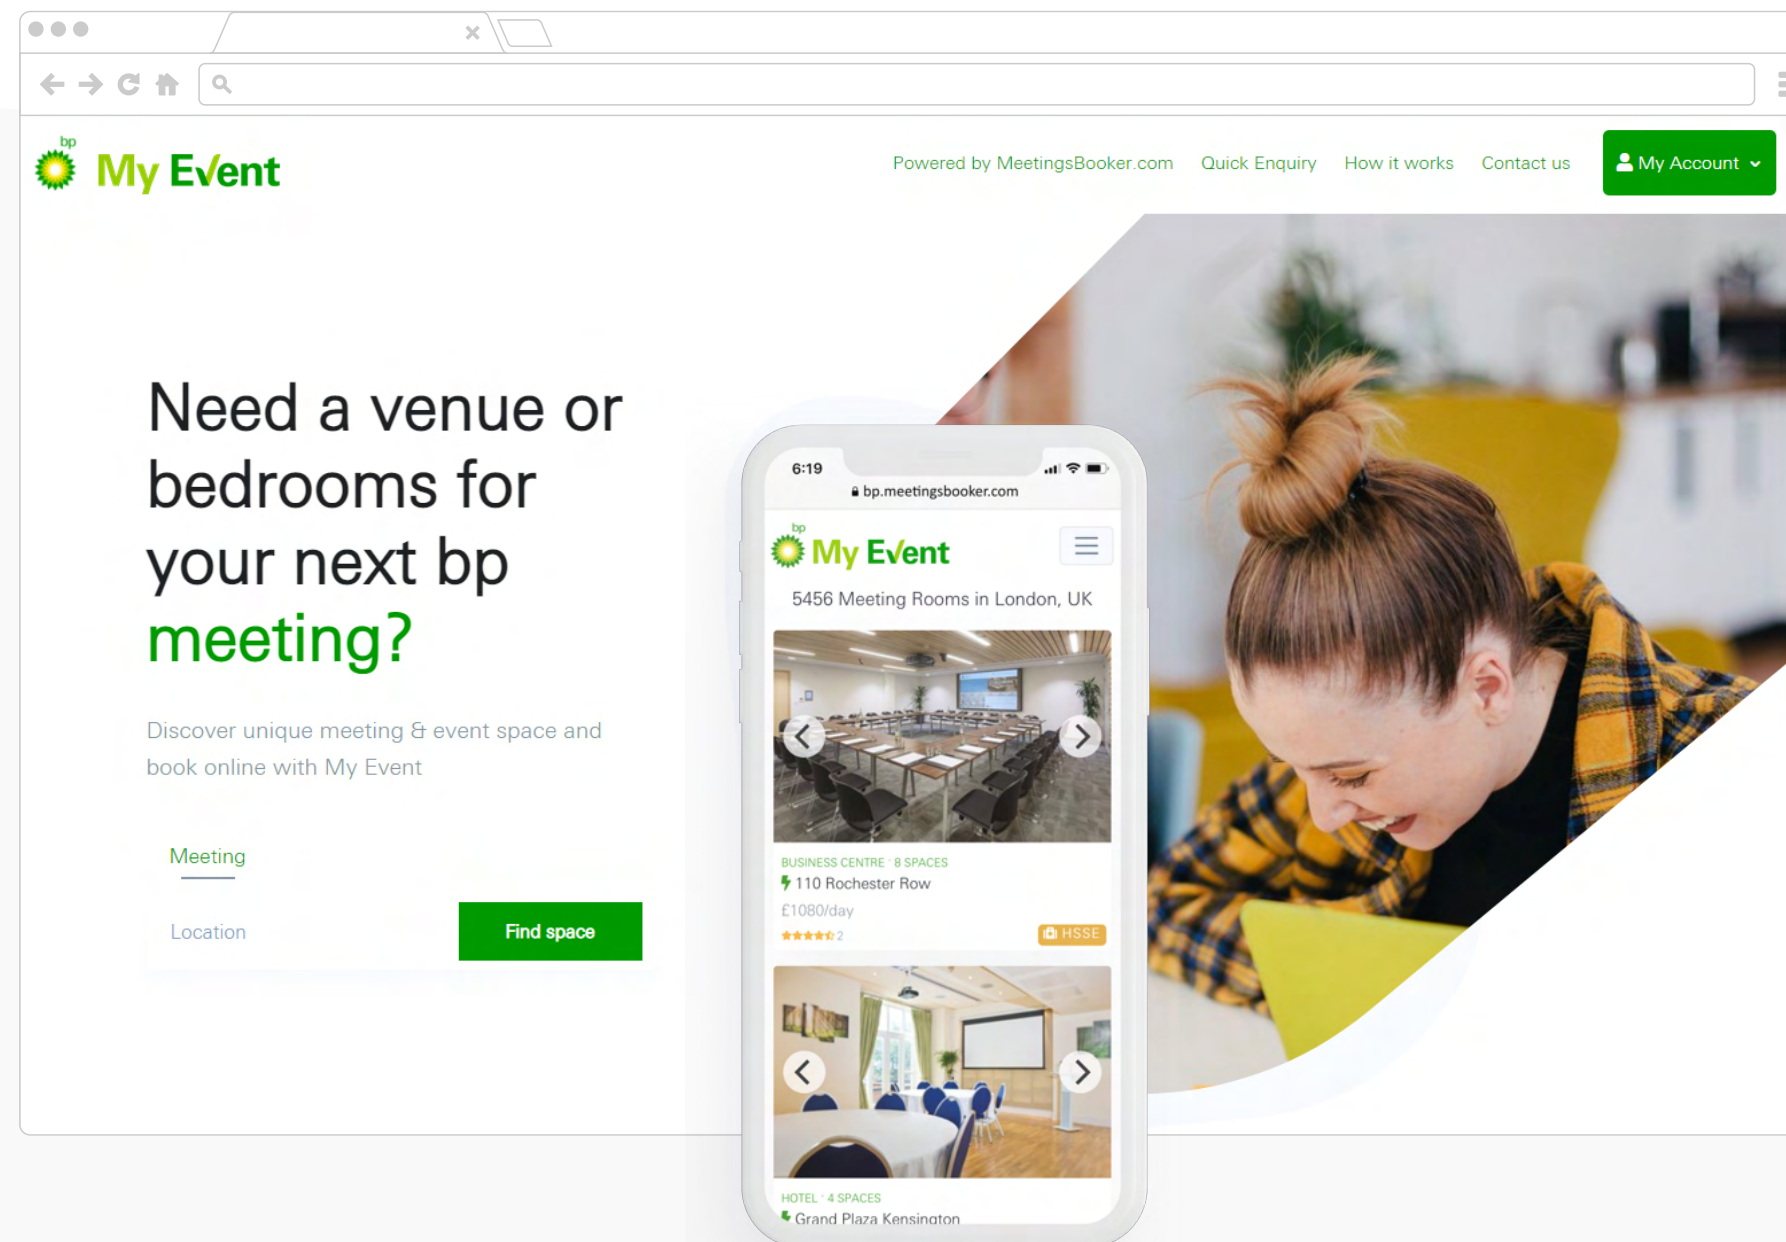 bp
My Event
Powered by MeetingsBooker.com
Quick Enquiry
How it works
Contact us
My Account
Need a venue or
bedrooms for
your next bp
meeting?
Discover unique meeting & event space and
book online with My Event
Meeting
Location
Find space
6:19
bp.meetingsbooker.com
bp
My Event
5456 Meeting Rooms in London, UK
BUSINESS CENTRE · 8 SPACES
110 Rochester Row
£1080/day
2
HSSE
HOTEL · 4 SPACES
Grand Plaza Kensington